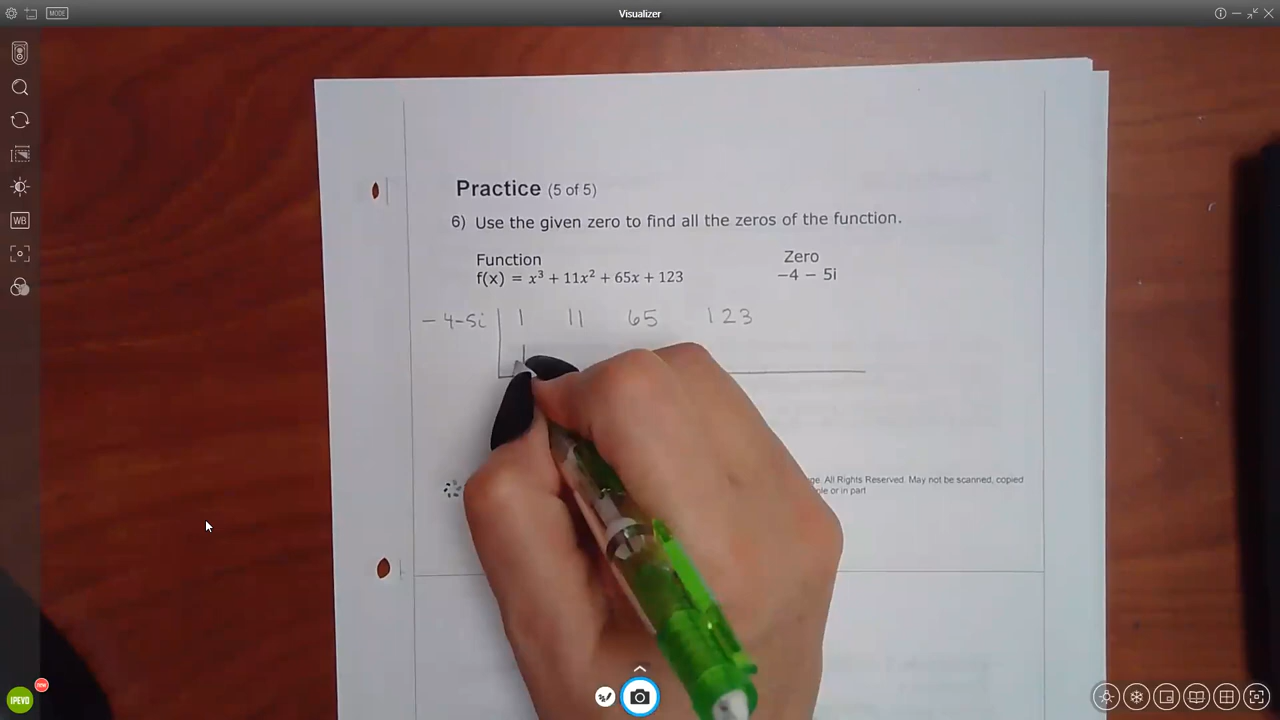 MODE
Visualizer
WB
Practice (5 of 5)
6) Use the given zero to find all the zeros of the function.
Function
Zero
f(x) = x³ + 11x² + 65x + 123
−4 − 5i
-4-5i 1 11 65 123
All Rights Reserved. May not be scanned, copied
or in part
IPEVO